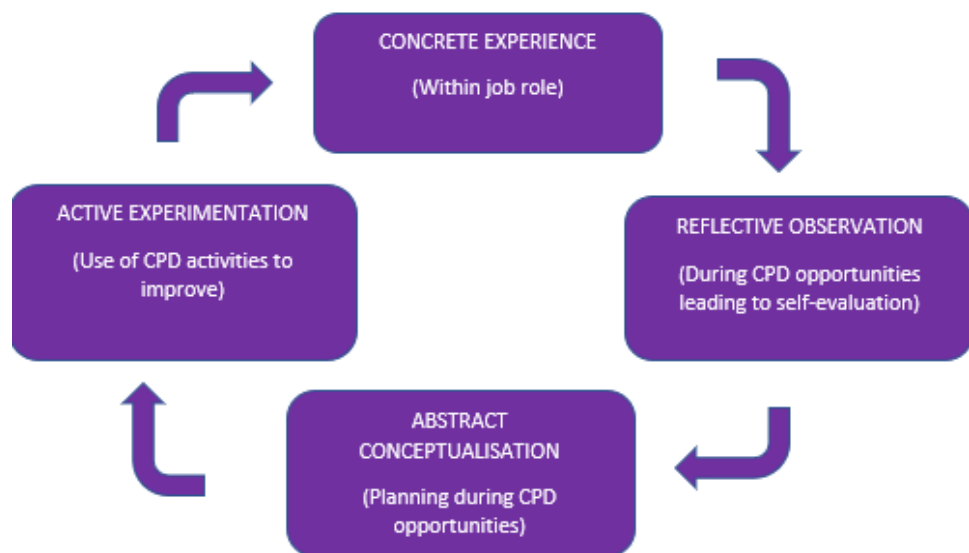 CONCRETE EXPERIENCE
(Within job role)
ACTIVE EXPERIMENTATION
(Use of CPD activities to
improve)
REFLECTIVE OBSERVATION
(During CPD opportunities
leading to self-evaluation)
ABSTRACT
CONCEPTUALISATION
(Planning during CPD
opportunities)